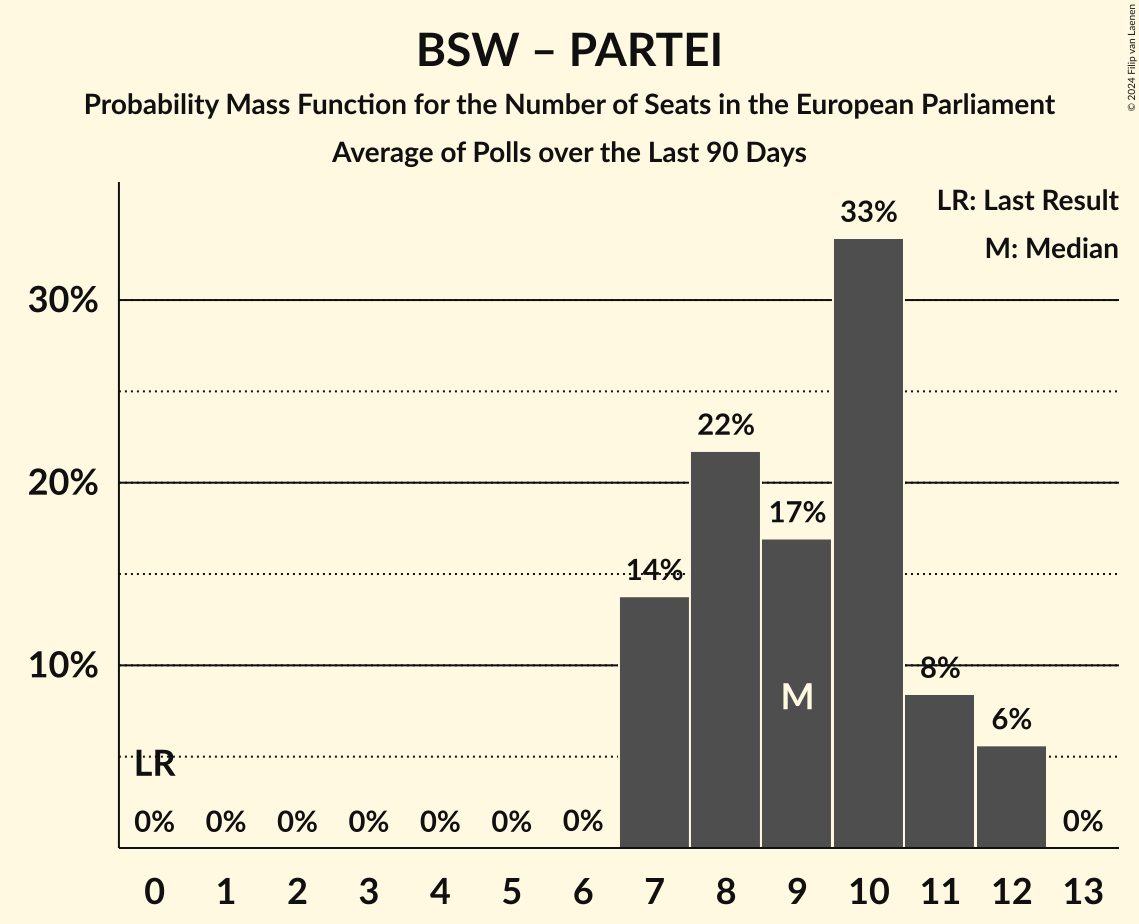 BSW – PARTEI
Probability Mass Function for the Number of Seats in the European Parliament
Average of Polls over the Last 90 Days
© 2024 Filip van Laenen
LR: Last Result
M: Median
30%
20%
10%
33%
22%
17%
14%
8%
6%
M
LR
0% 0% 0% 0% 0% 0% 0% 0%
0 1 2 3 4 5 6 7 8 9 10 11 12 13